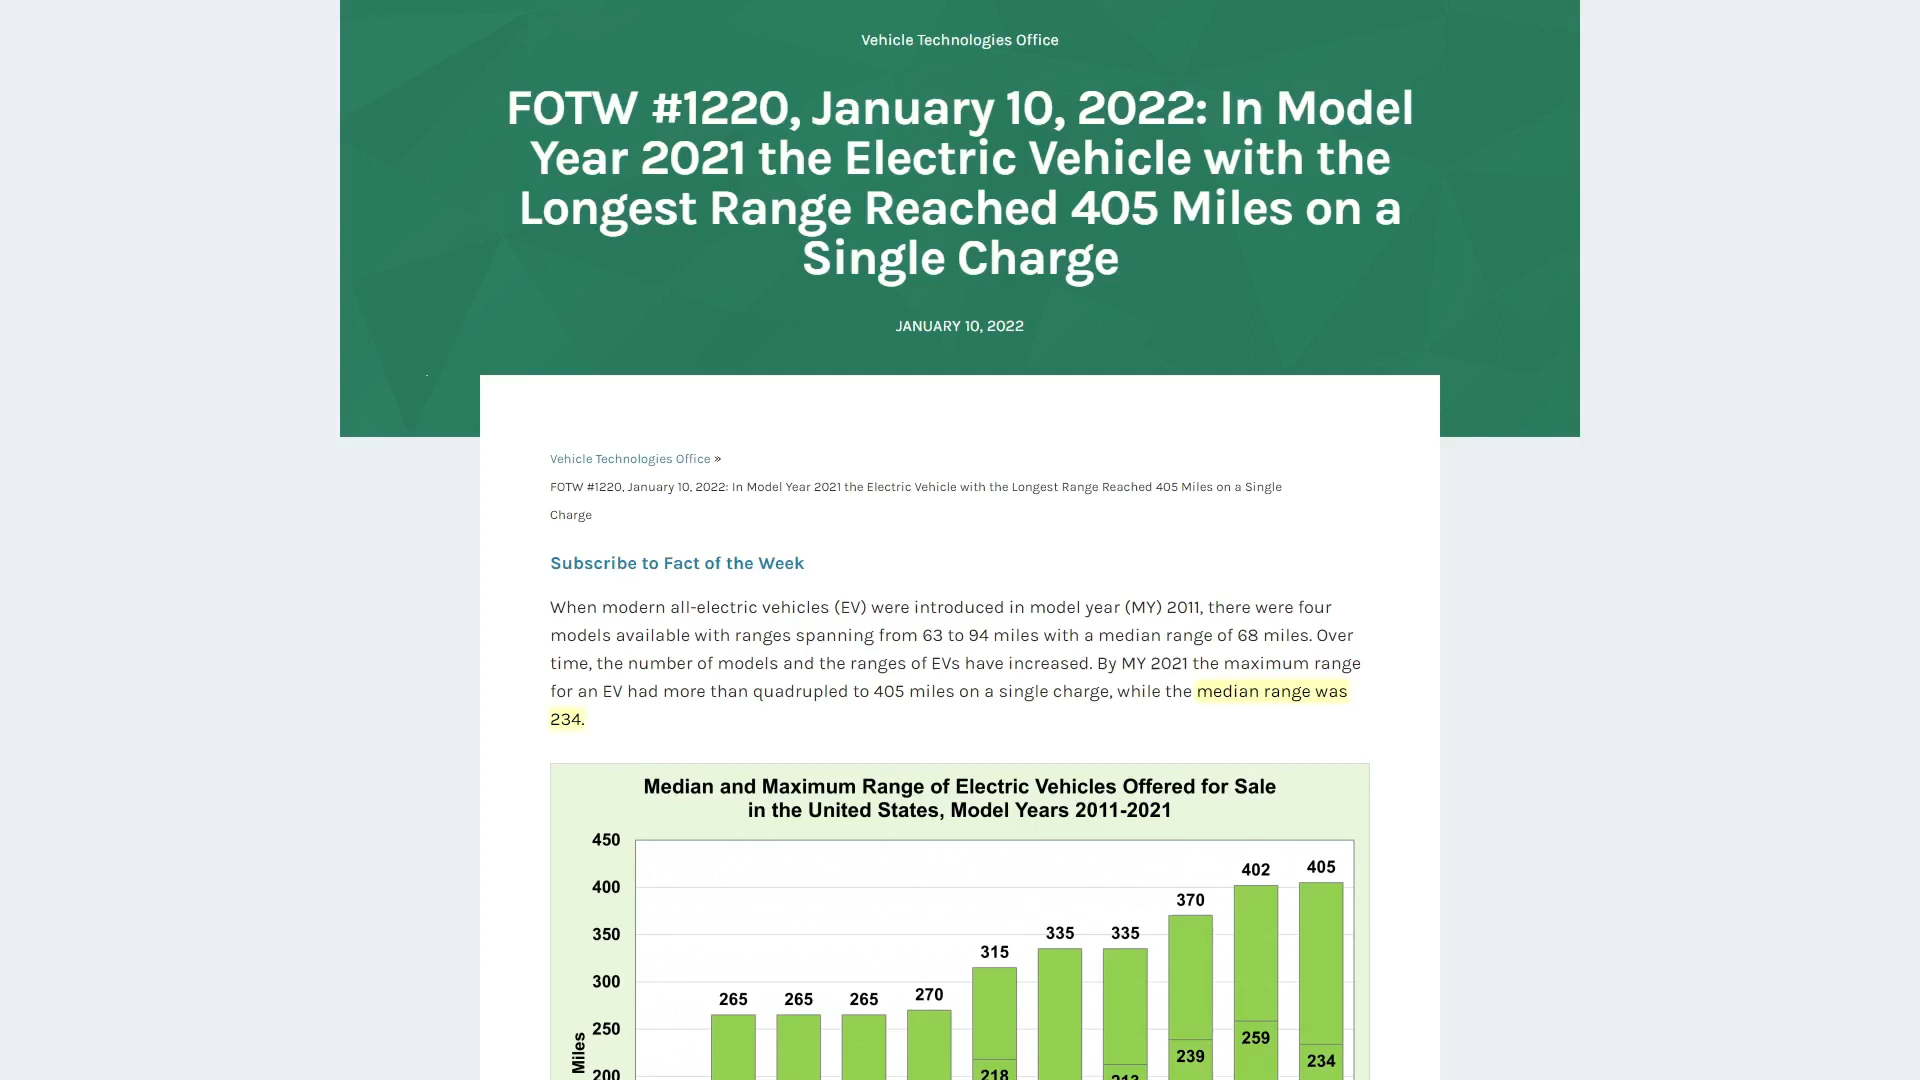 Vehicle Technologies Office
FOTW #1220, January 10, 2022: In Model
Year 2021 the Electric Vehicle with the
Longest Range Reached 405 Miles on a
Single Charge
JANUARY 10, 2022
Vehicle Technologies Office »
FOTW #1220, January 10, 2022: In Model Year 2021 the Electric Vehicle with the Longest Range Reached 405 Miles on a Single
Charge
Subscribe to Fact of the Week
When modern all-electric vehicles (EV) were introduced in model year (MY) 2011, there were four
models available with ranges spanning from 63 to 94 miles with a median range of 68 miles. Over
time, the number of models and the ranges of EVs have increased. By MY 2021 the maximum range
for an EV had more than quadrupled to 405 miles on a single charge, while the median range was
234.
Median and Maximum Range of Electric Vehicles Offered for Sale
in the United States, Model Years 2011-2021
450
400
350
300
250
200
Miles
265
265
265
270
315
335
335
370
402
405
218
213
239
259
234